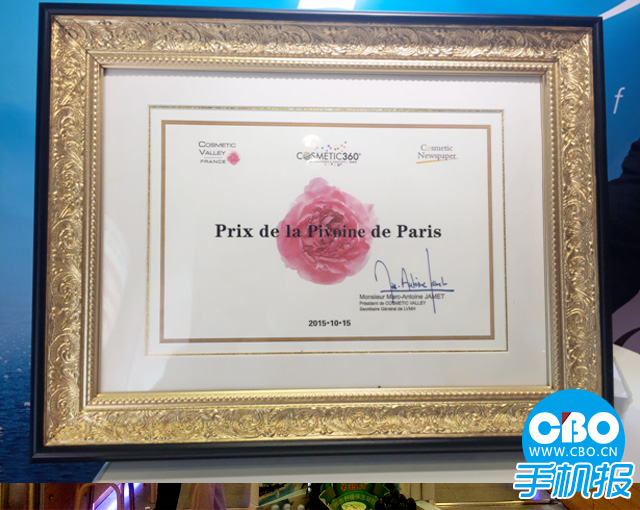 COSMETIC
VALLEY
FRANCE
COSMETIC360°
Cosmetic
Newspaper.
Prix de la Pivoine de Paris
Monsieur Marc-Antoine JAMET
Président de COSMETIC VALLEY
Secrétaire Général de LVMH
2015•10•15
f
CBO
WWW.CBO.CN
手机报